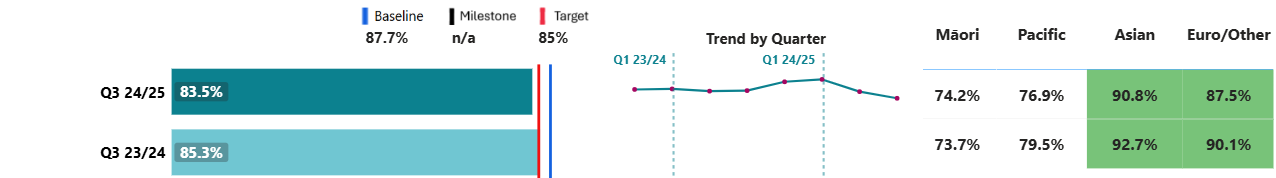 Baseline Milestone Target
87.7% n/a 85%
Trend by Quarter
Q1 23/24 Q1 24/25
Māori Pacific Asian Euro/Other
Q3 24/25 83.5% 74.2% 76.9% 90.8% 87.5%
Q3 23/24 85.3% 73.7% 79.5% 92.7% 90.1%